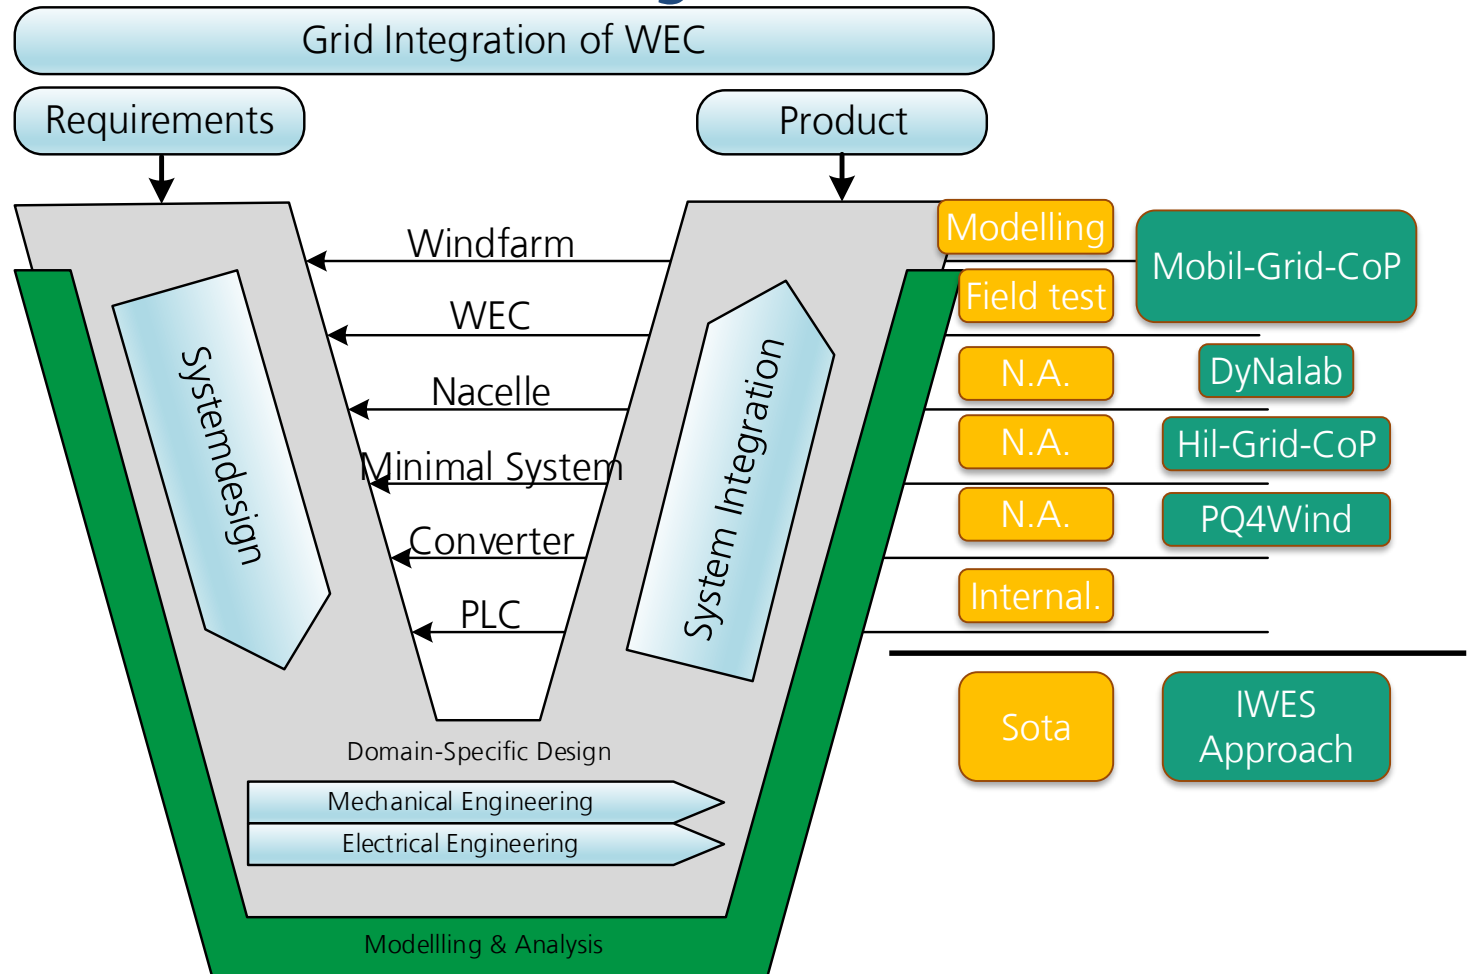 Grid Integration of WEC
Requirements
Product
Windfarm
WEC
Nacelle
Minimal System
Converter
PLC
Systemdesign
System Integration
Modelling
Field test
N.A.
N.A.
N.A.
Internal.
Mobil-Grid-CoP
DyNalab
Hil-Grid-CoP
PQ4Wind
Sota
IWES
Approach
Domain-Specific Design
Mechanical Engineering
Electrical Engineering
Modellling & Analysis